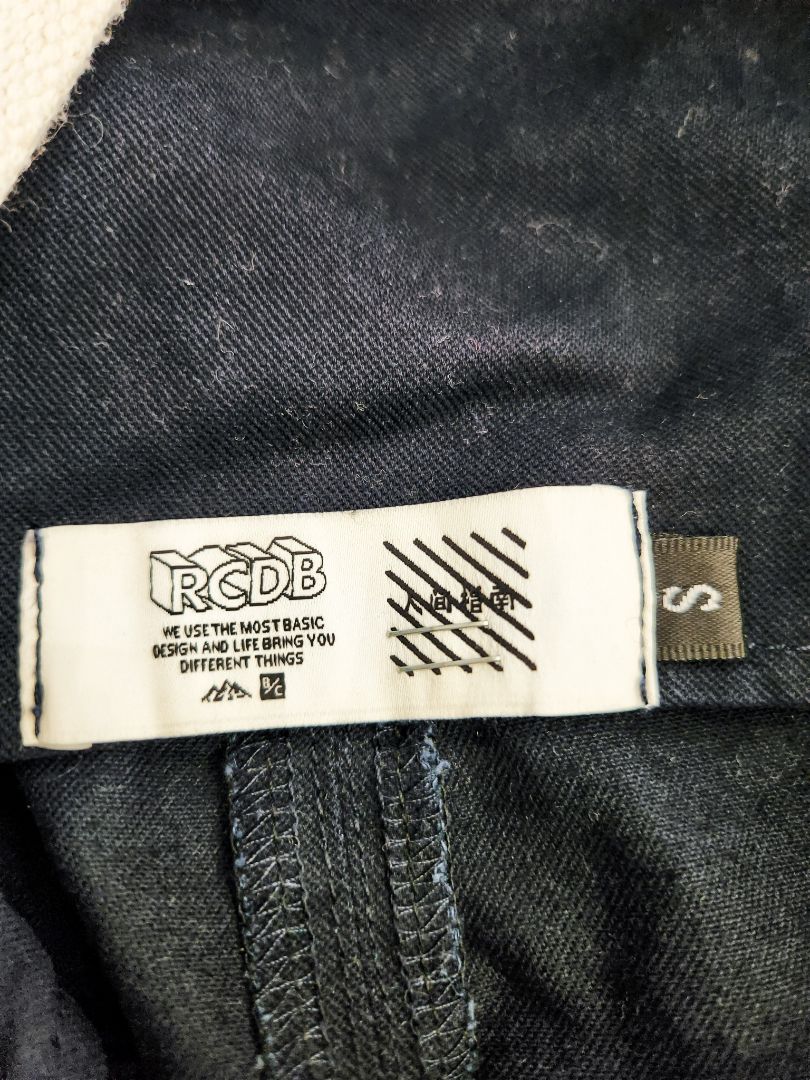 RCDB
WE USE THE MOST BASIC
DESIGN AND LIFE BRING YOU
DIFFERENT THINGS
B/C
人间指南
S